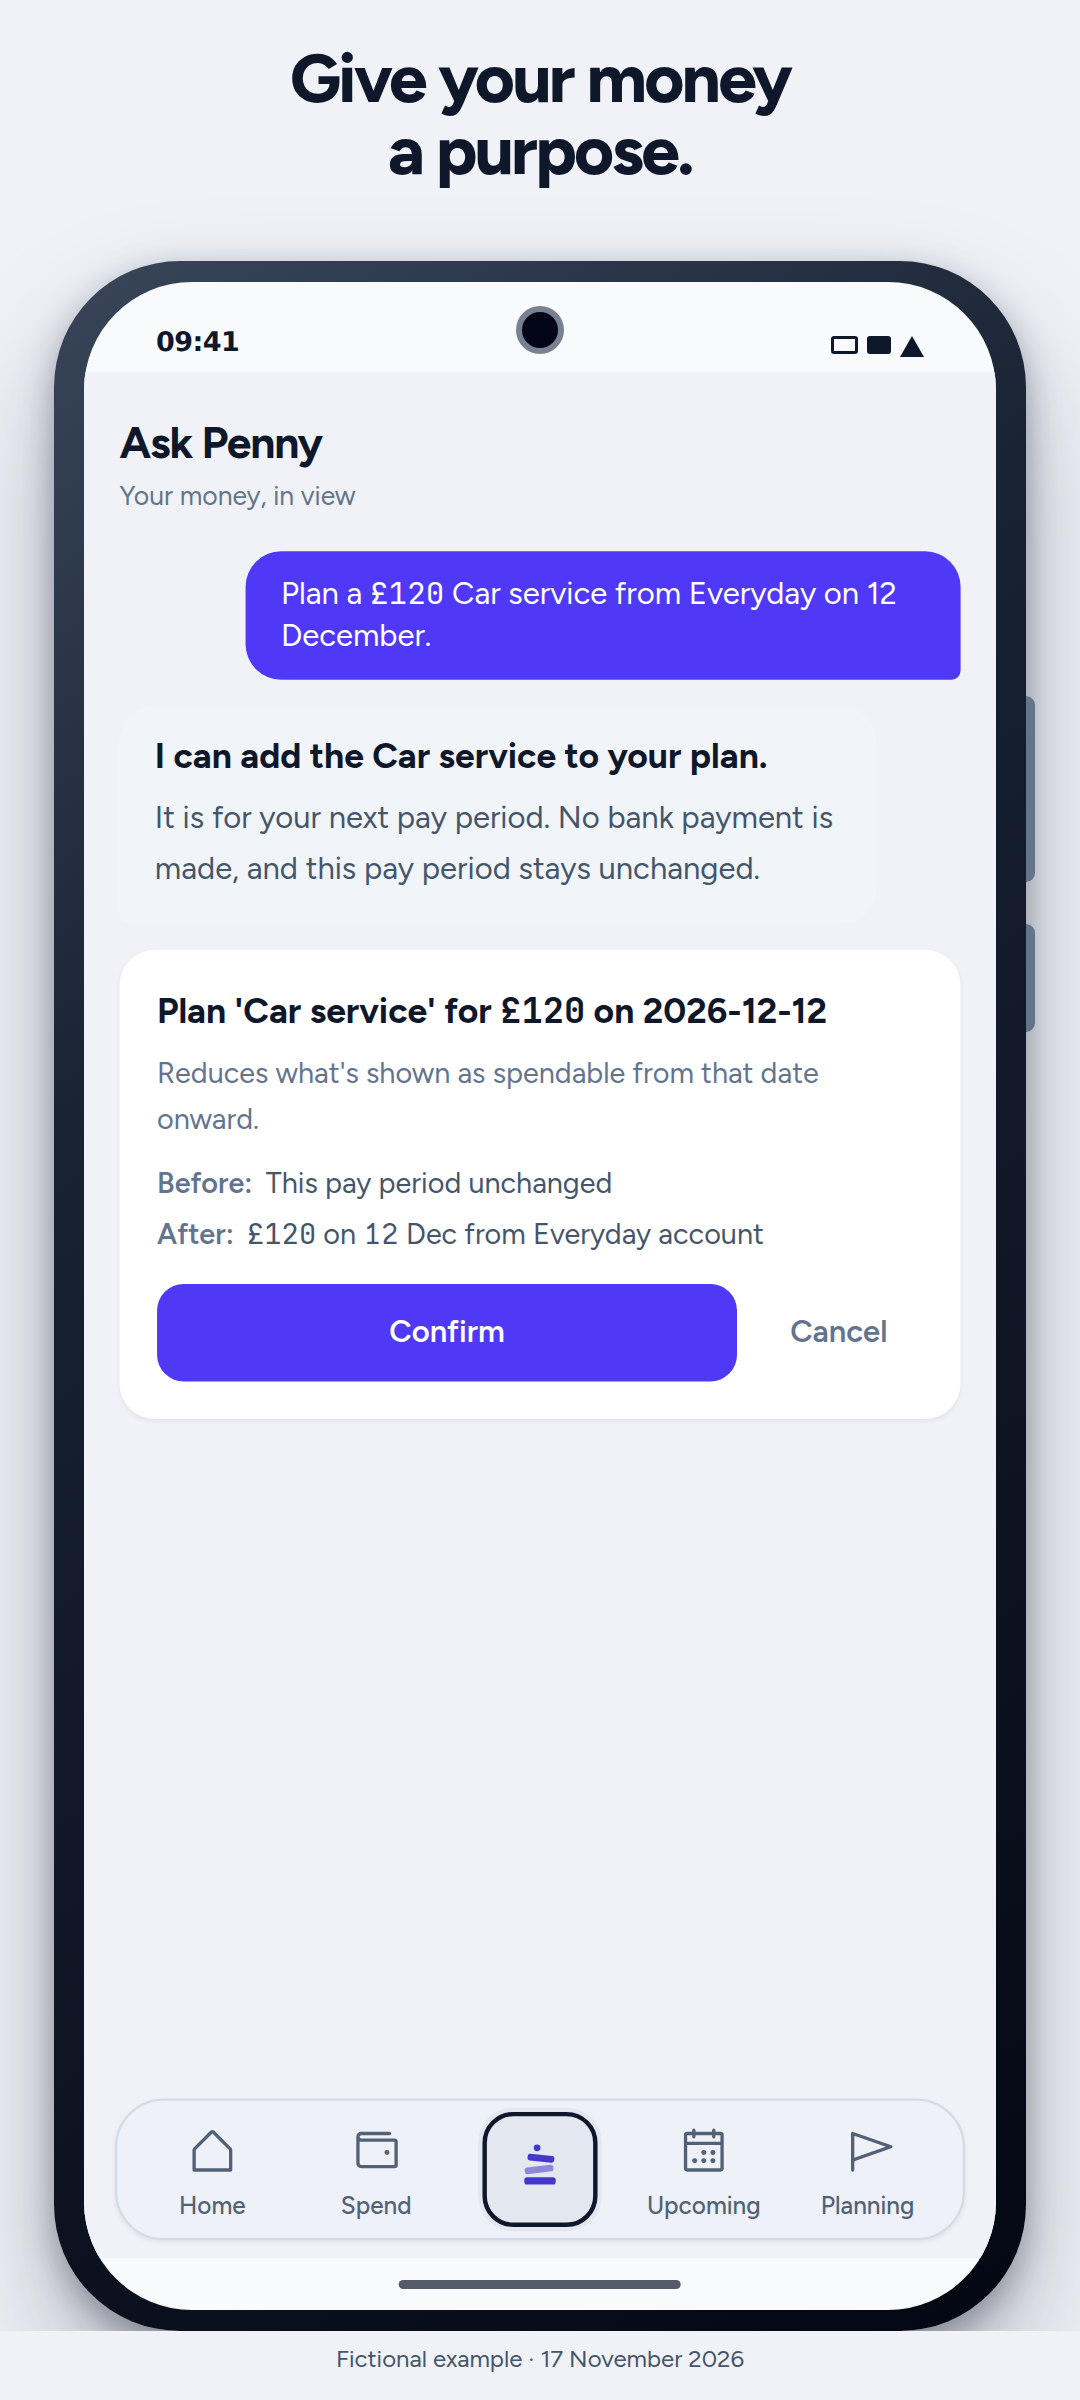 Give your money
a purpose.
09:41
Ask Penny
Your money, in view
Plan a £120 Car service from Everyday on 12
December.
I can add the Car service to your plan.
It is for your next pay period. No bank payment is
made, and this pay period stays unchanged.
Plan 'Car service' for £120 on 2026-12-12
Reduces what's shown as spendable from that date
onward.
Before: This pay period unchanged
After: £120 on 12 Dec from Everyday account
Confirm
Cancel
Home
Spend
Upcoming
Planning
Fictional example · 17 November 2026